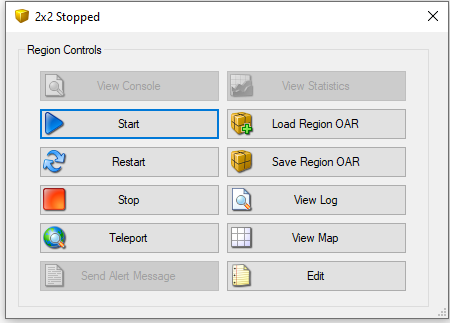 2x2 Stopped
Region Controls
View Console
View Statistics
Start
Load Region OAR
Restart
Save Region OAR
Stop
View Log
Teleport
View Map
Send Alert Message
Edit